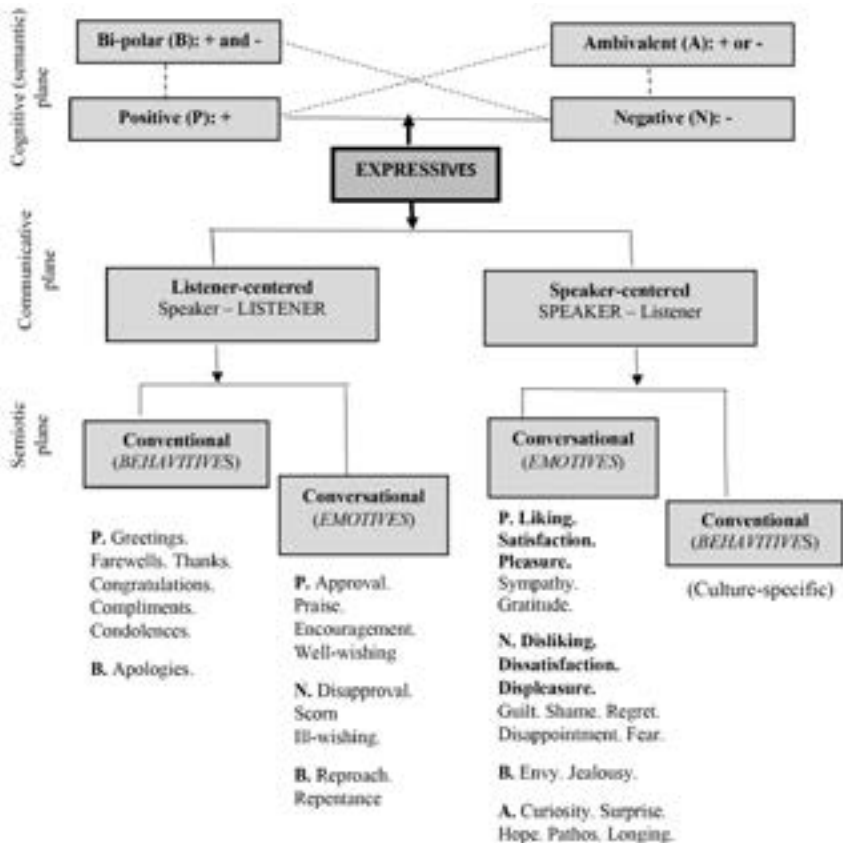 Cognitive (semantic)
plane
Bi-polar (B): + and -
Ambivalent (A): + or -
Positive (P): +
Negative (N): -
EXPRESSIVES
Communicative
plane
Listener-centered
Speaker – LISTENER
Speaker-centered
SPEAKER – Listener
Semiotic
plane
Conventional
(BEHAVITIVES)
P. Greetings.
Farewells. Thanks.
Congratulations.
Compliments.
Condolences.
B. Apologies.
Conversational
(EMOTIVES)
P. Approval.
Praise.
Encouragement.
Well-wishing
N. Disapproval.
Scorn
Ill-wishing.
B. Reproach.
Repentance
Conversational
(EMOTIVES)
P. Liking.
Satisfaction.
Pleasure.
Sympathy.
Gratitude.
N. Disliking.
Dissatisfaction.
Displeasure.
Guilt. Shame. Regret.
Disappointment. Fear.
B. Envy. Jealousy.
A. Curiosity. Surprise.
Hope. Pathos. Longing.
Conventional
(BEHAVITIVES)
(Culture-specific)